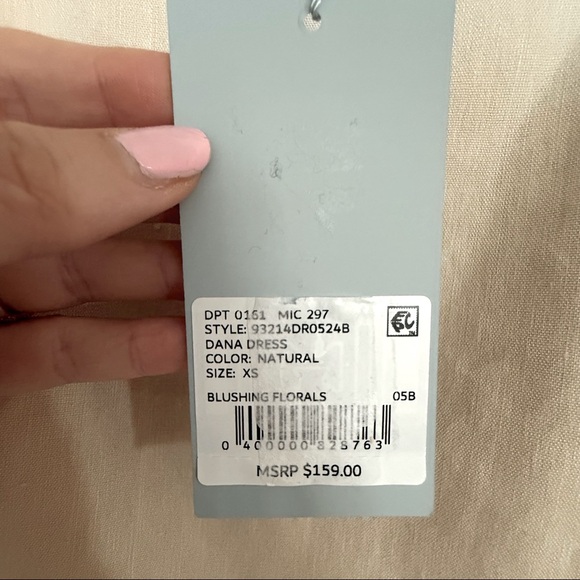 DPT 0161 MIC 297
STYLE: 93214DR0524B
DANA DRESS
COLOR: NATURAL
SIZE: XS
BLUSHING FLORALS 05B
0 400000 828763
MSRP $159.00